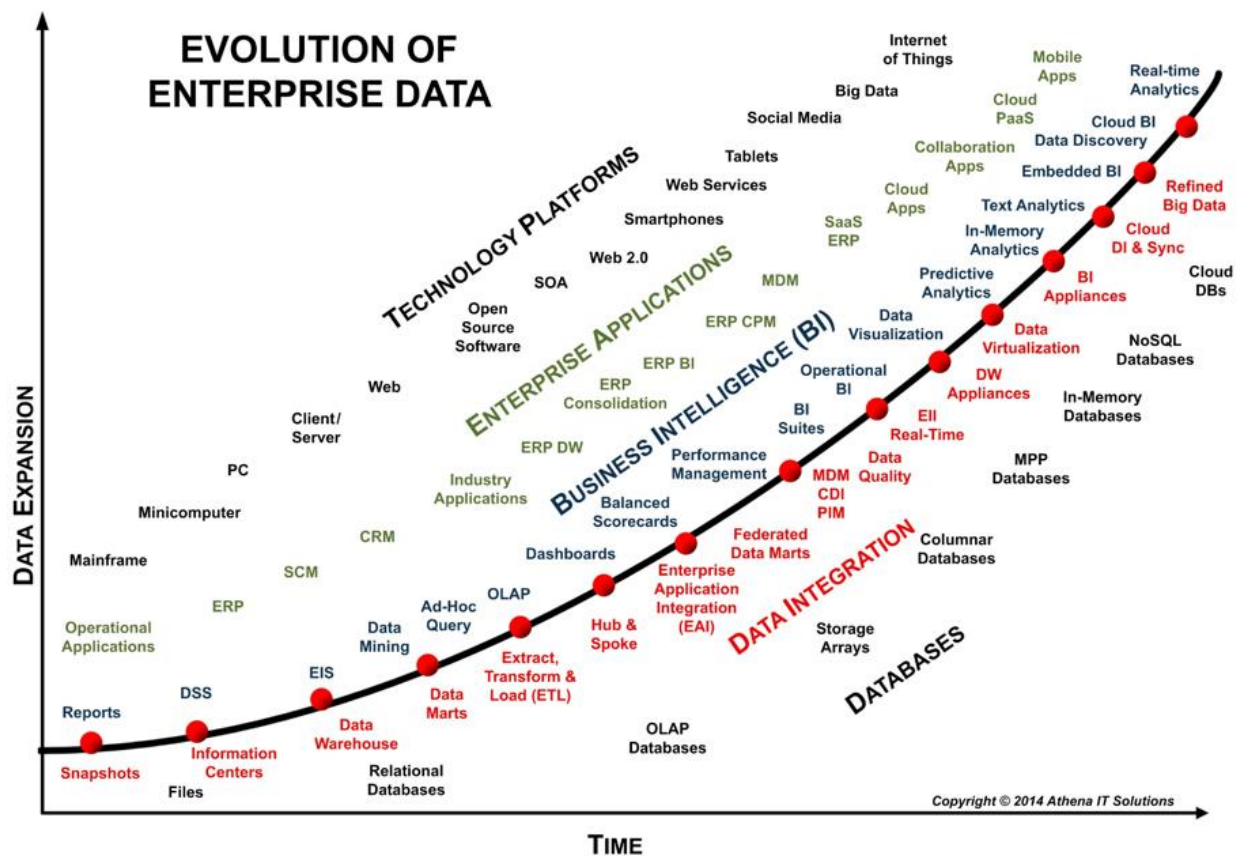 EVOLUTION OF
ENTERPRISE DATA
DATA EXPANSION
TIME
TECHNOLOGY PLATFORMS
Mainframe
Minicomputer
PC
Client/
Server
Web
Open
Source
Software
SOA
Web 2.0
Smartphones
Web Services
Tablets
Social Media
Big Data
Internet
of Things
ENTERPRISE APPLICATIONS
Operational
Applications
ERP
SCM
CRM
Industry
Applications
ERP DW
ERP
Consolidation
ERP BI
ERP CPM
MDM
SaaS
ERP
Cloud
Apps
Collaboration
Apps
Cloud
PaaS
Mobile
Apps
BUSINESS INTELLIGENCE (BI)
Reports
DSS
EIS
Data
Mining
Ad-Hoc
Query
OLAP
Dashboards
Balanced
Scorecards
Performance
Management
BI
Suites
Operational
BI
Data
Visualization
Predictive
Analytics
In-Memory
Analytics
Text Analytics
Embedded BI
Cloud BI
Data Discovery
Real-time
Analytics
DATA INTEGRATION
Snapshots
Information
Centers
Data
Warehouse
Data
Marts
Extract,
Transform &
Load (ETL)
Hub &
Spoke
Enterprise
Application
Integration
(EAI)
Federated
Data Marts
MDM
CDI
PIM
Data
Quality
EII
Real-Time
DW
Appliances
Data
Virtualization
BI
Appliances
Cloud
DI & Sync
Refined
Big Data
DATABASES
Files
Relational
Databases
OLAP
Databases
Storage
Arrays
Columnar
Databases
MPP
Databases
In-Memory
Databases
NoSQL
Databases
Cloud
DBs
Copyright © 2014 Athena IT Solutions